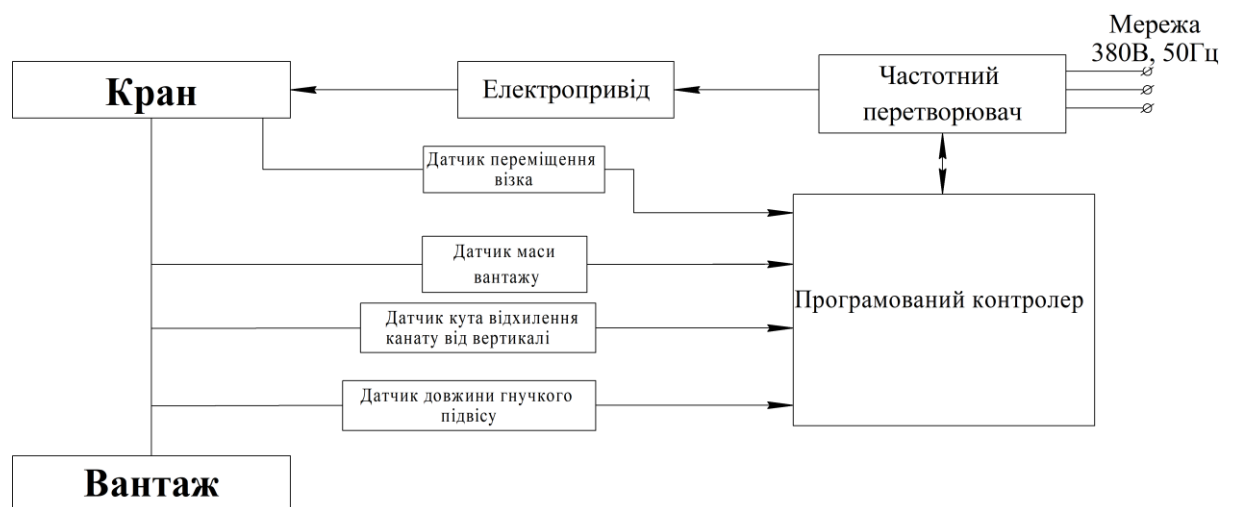 Мережа
380В, 50Гц
Кран
Електропривід
Частотний
перетворювач
Датчик переміщення
візка
Датчик маси
вантажу
Програмований контролер
Датчик кута відхилення
канату від вертикалі
Датчик довжини гнучкого
підвісу
Вантаж